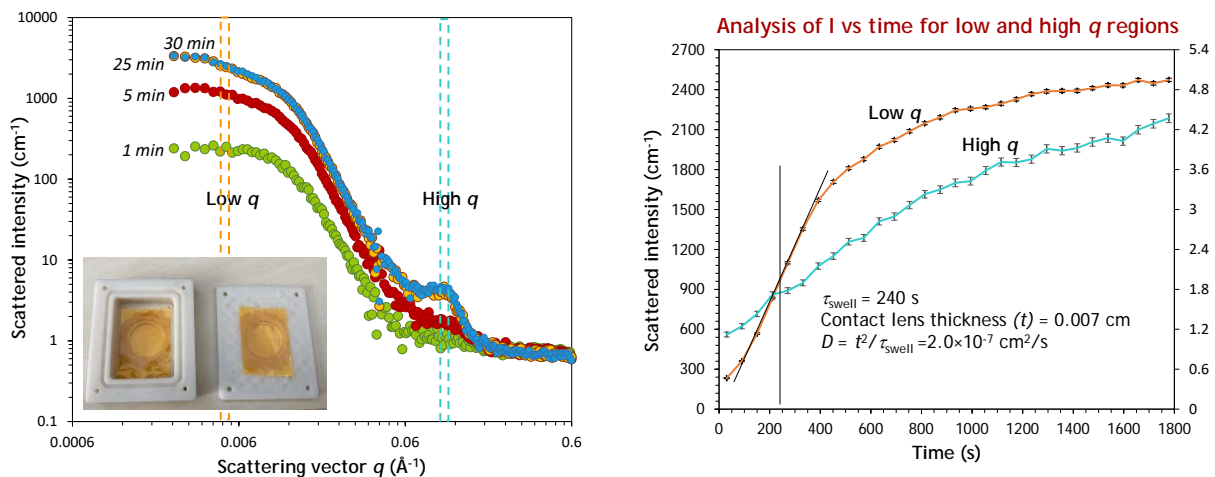 10000
1000
100
10
1
0.1
0.0006
0.006
0.06
0.6
Scattered intensity (cm⁻¹)
Scattering vector q (Å⁻¹)
30 min
25 min
5 min
1 min
Low q
High q
Analysis of I vs time for low and high q regions
2700
2400
2100
1800
1500
1200
900
600
300
0
Scattered intensity (cm⁻¹)
5.4
4.8
4.2
3.6
3.0
2.4
1.8
1.2
0.6
0
0
200
400
600
800
1000
1200
1400
1600
1800
Time (s)
Low q
High q
τswell = 240 s
Contact lens thickness (t) = 0.007 cm
D = t²/τswell =2.0×10⁻⁷ cm²/s